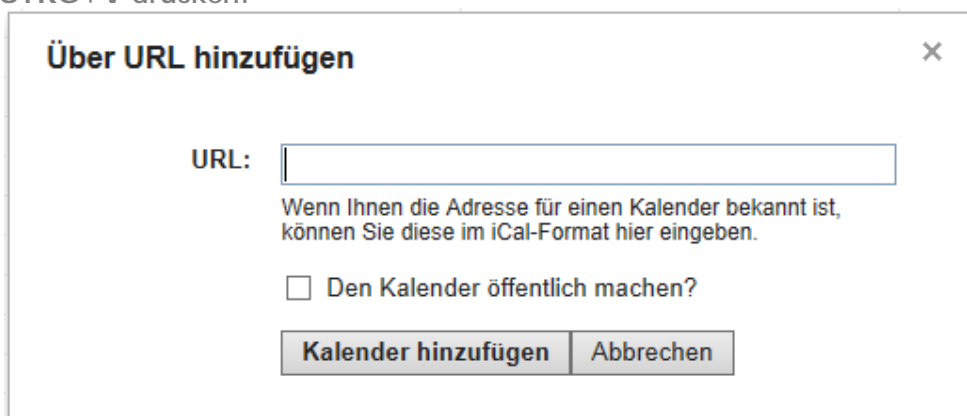 Über URL hinzufügen
×
URL:
Wenn Ihnen die Adresse für einen Kalender bekannt ist,
können Sie diese im iCal-Format hier eingeben.
Den Kalender öffentlich machen?
Kalender hinzufügen Abbrechen